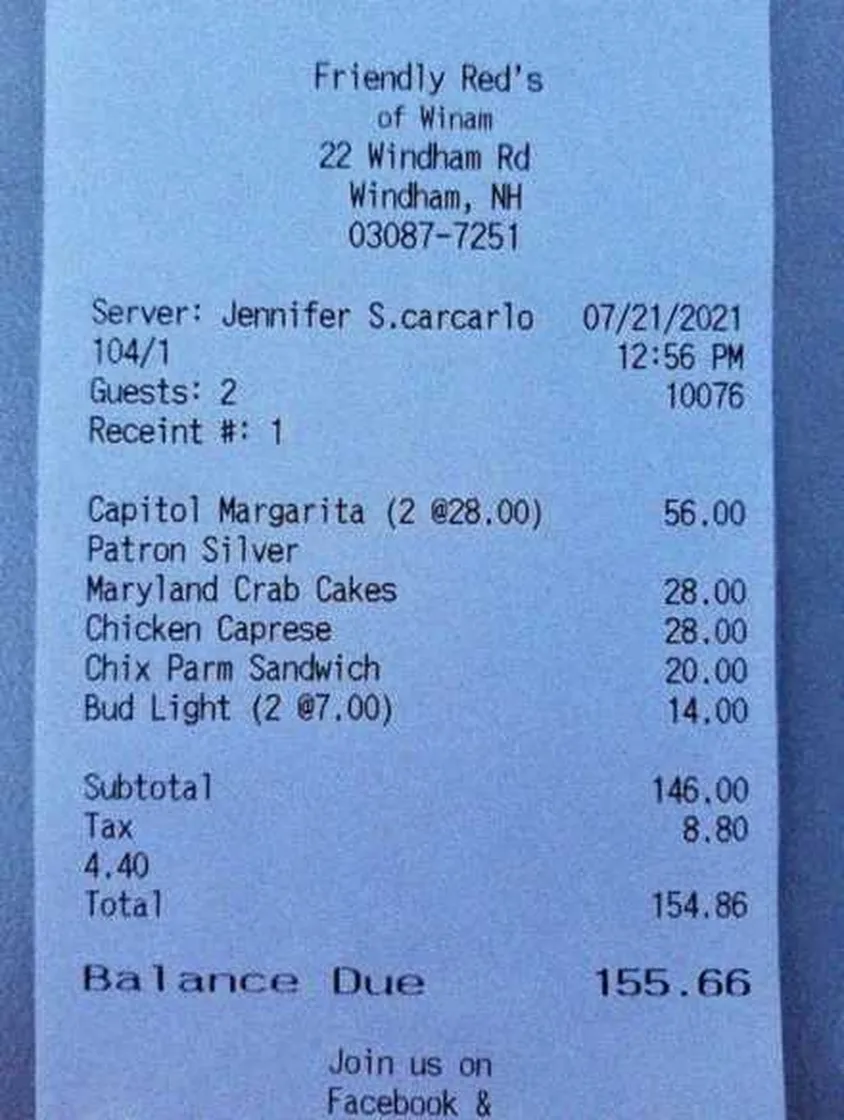 Friendly Red's
of Winam
22 Windham Rd
Windham, NH
03087-7251
Server: Jennifer S.carcarlo 07/21/2021
104/1 12:56 PM
Guests: 2 10076
Receint #: 1
Capitol Margarita (2 @28.00) 56.00
Patron Silver
Maryland Crab Cakes 28.00
Chicken Caprese 28.00
Chix Parm Sandwich 20.00
Bud Light (2 @7.00) 14.00
Subtotal 146.00
Tax 8.80
4.40
Total 154.86
Balance Due 155.66
Join us on
Facebook &